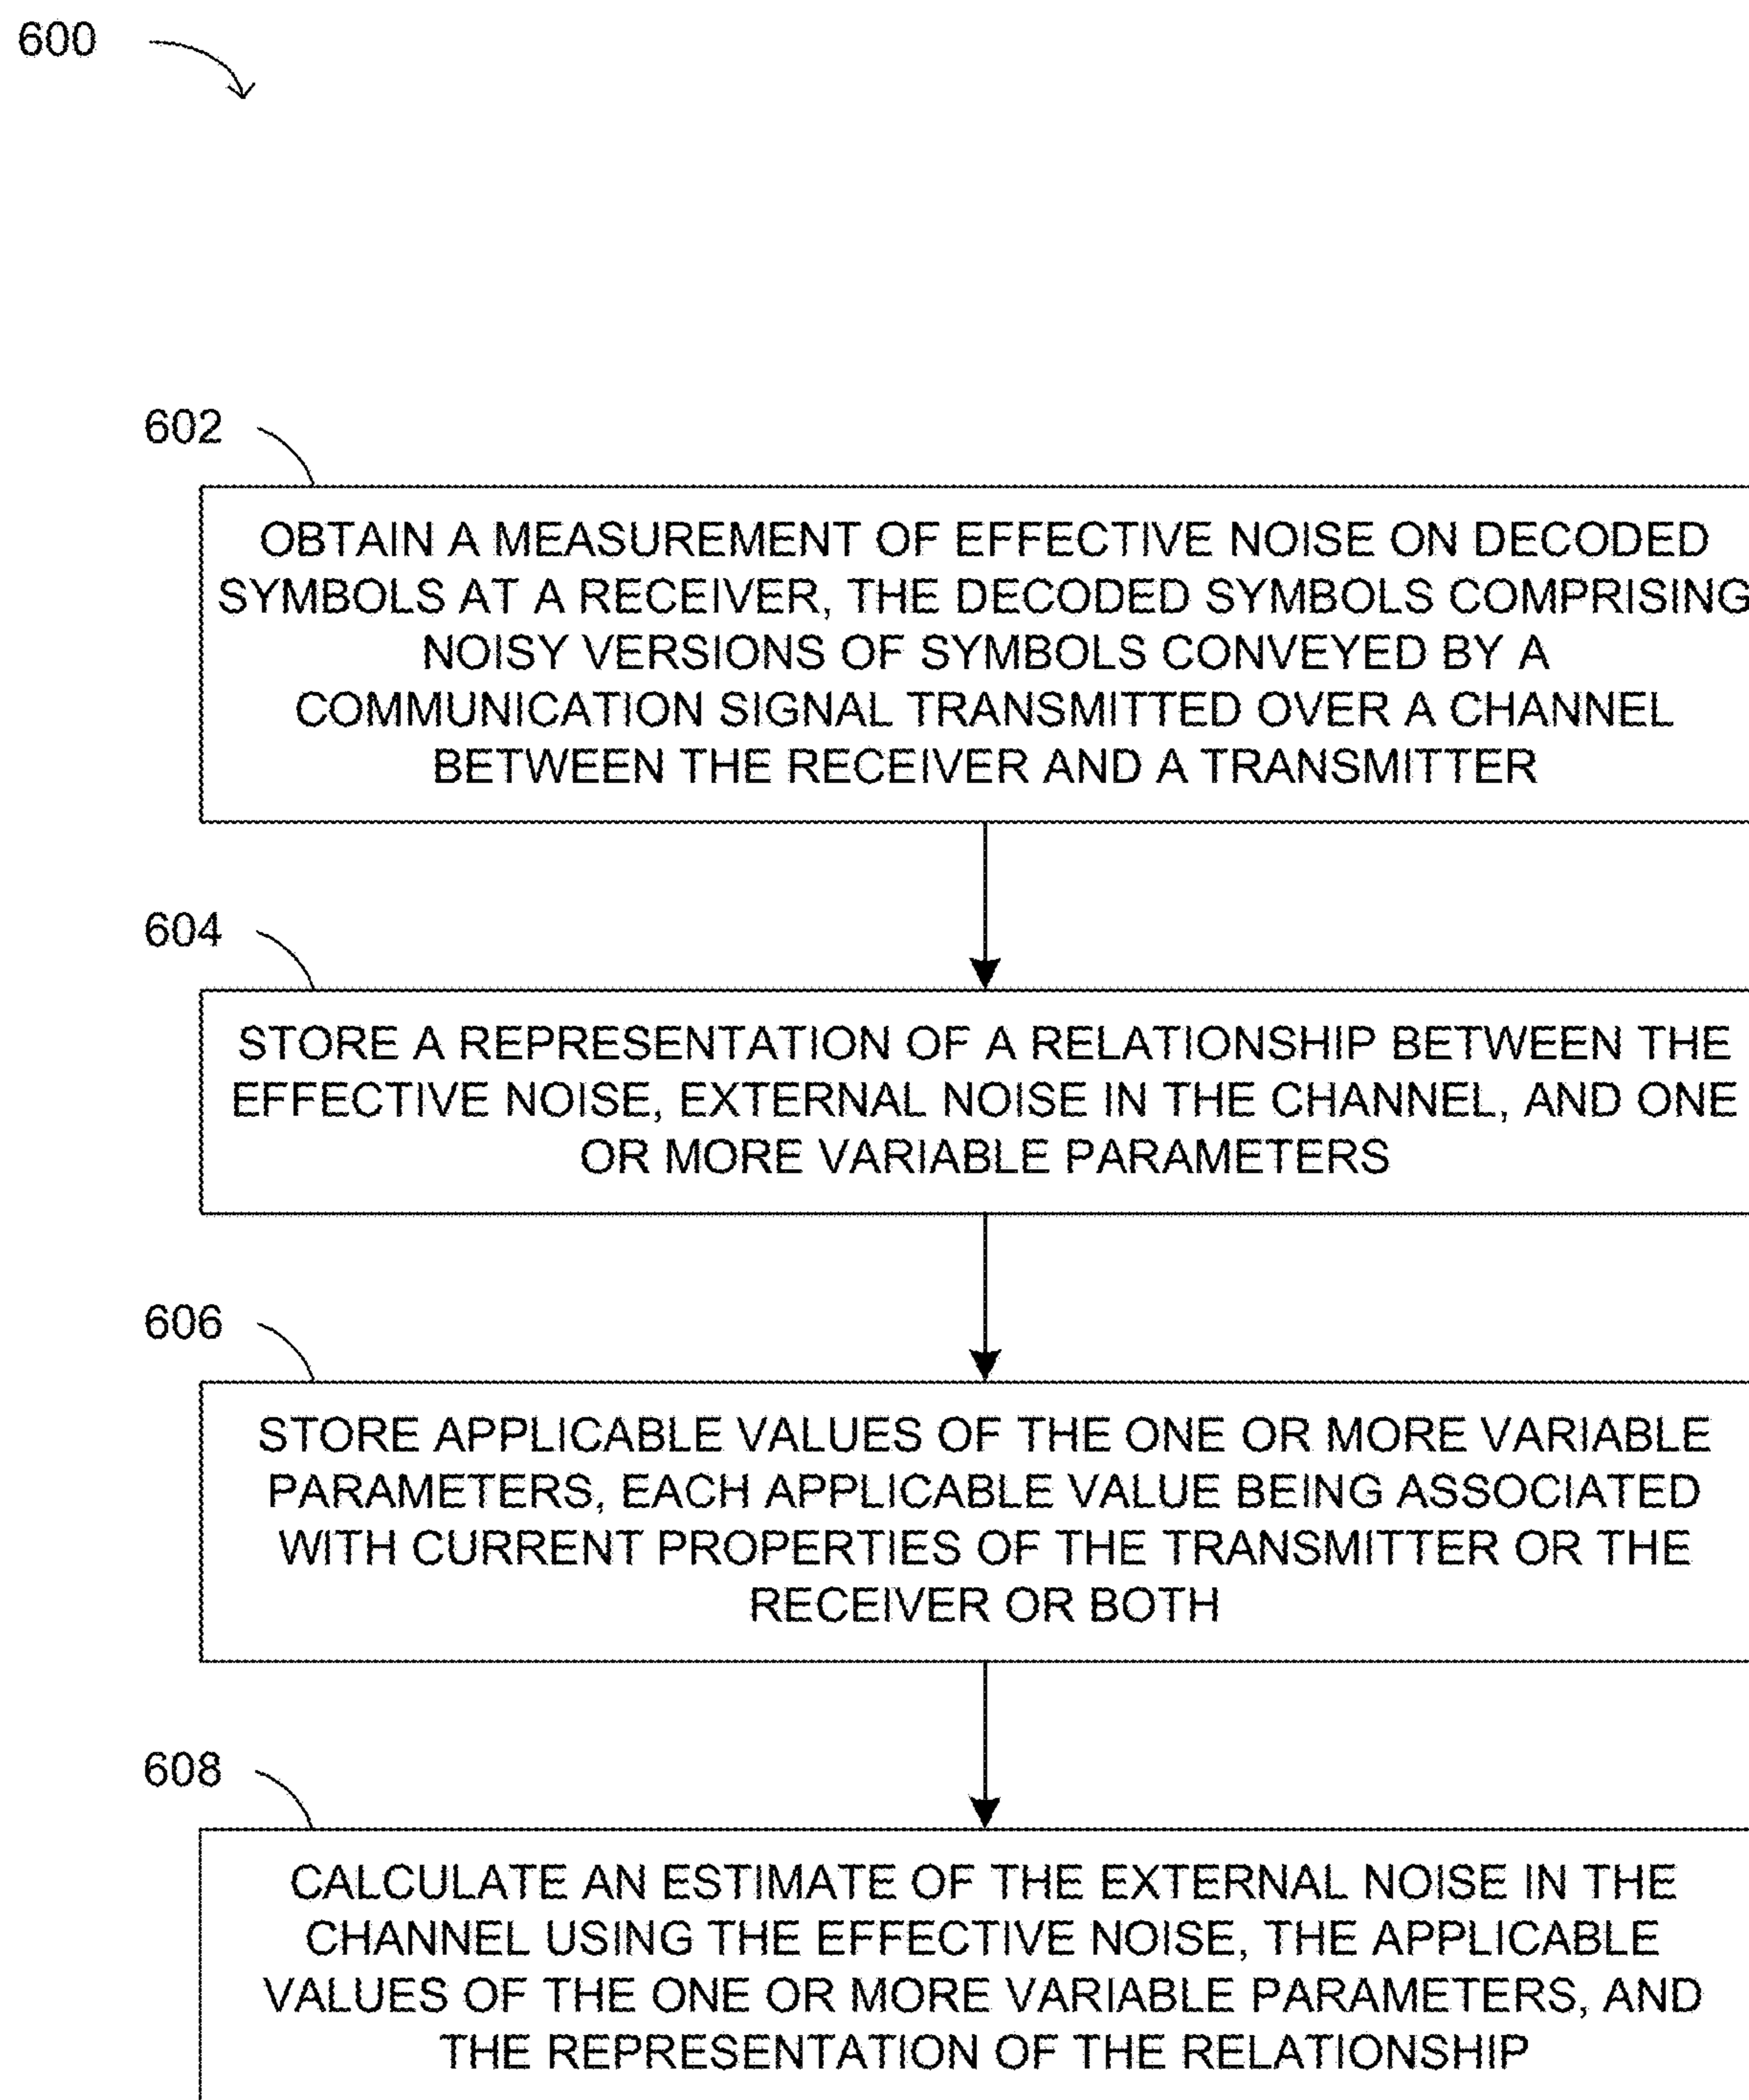 600
602
OBTAIN A MEASUREMENT OF EFFECTIVE NOISE ON DECODED
SYMBOLS AT A RECEIVER, THE DECODED SYMBOLS COMPRISING
NOISY VERSIONS OF SYMBOLS CONVEYED BY A
COMMUNICATION SIGNAL TRANSMITTED OVER A CHANNEL
BETWEEN THE RECEIVER AND A TRANSMITTER
604
STORE A REPRESENTATION OF A RELATIONSHIP BETWEEN THE
EFFECTIVE NOISE, EXTERNAL NOISE IN THE CHANNEL, AND ONE
OR MORE VARIABLE PARAMETERS
606
STORE APPLICABLE VALUES OF THE ONE OR MORE VARIABLE
PARAMETERS, EACH APPLICABLE VALUE BEING ASSOCIATED
WITH CURRENT PROPERTIES OF THE TRANSMITTER OR THE
RECEIVER OR BOTH
608
CALCULATE AN ESTIMATE OF THE EXTERNAL NOISE IN THE
CHANNEL USING THE EFFECTIVE NOISE, THE APPLICABLE
VALUES OF THE ONE OR MORE VARIABLE PARAMETERS, AND
THE REPRESENTATION OF THE RELATIONSHIP